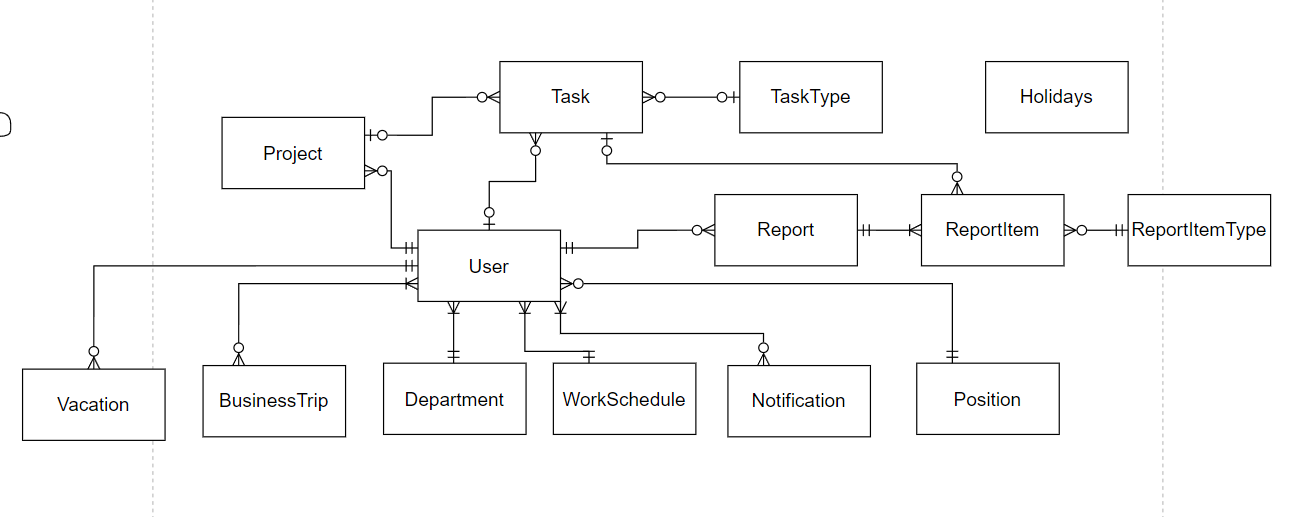 Task
TaskType
Holidays
Project
Report
ReportItem
ReportItemType
User
Vacation
BusinessTrip
Department
WorkSchedule
Notification
Position